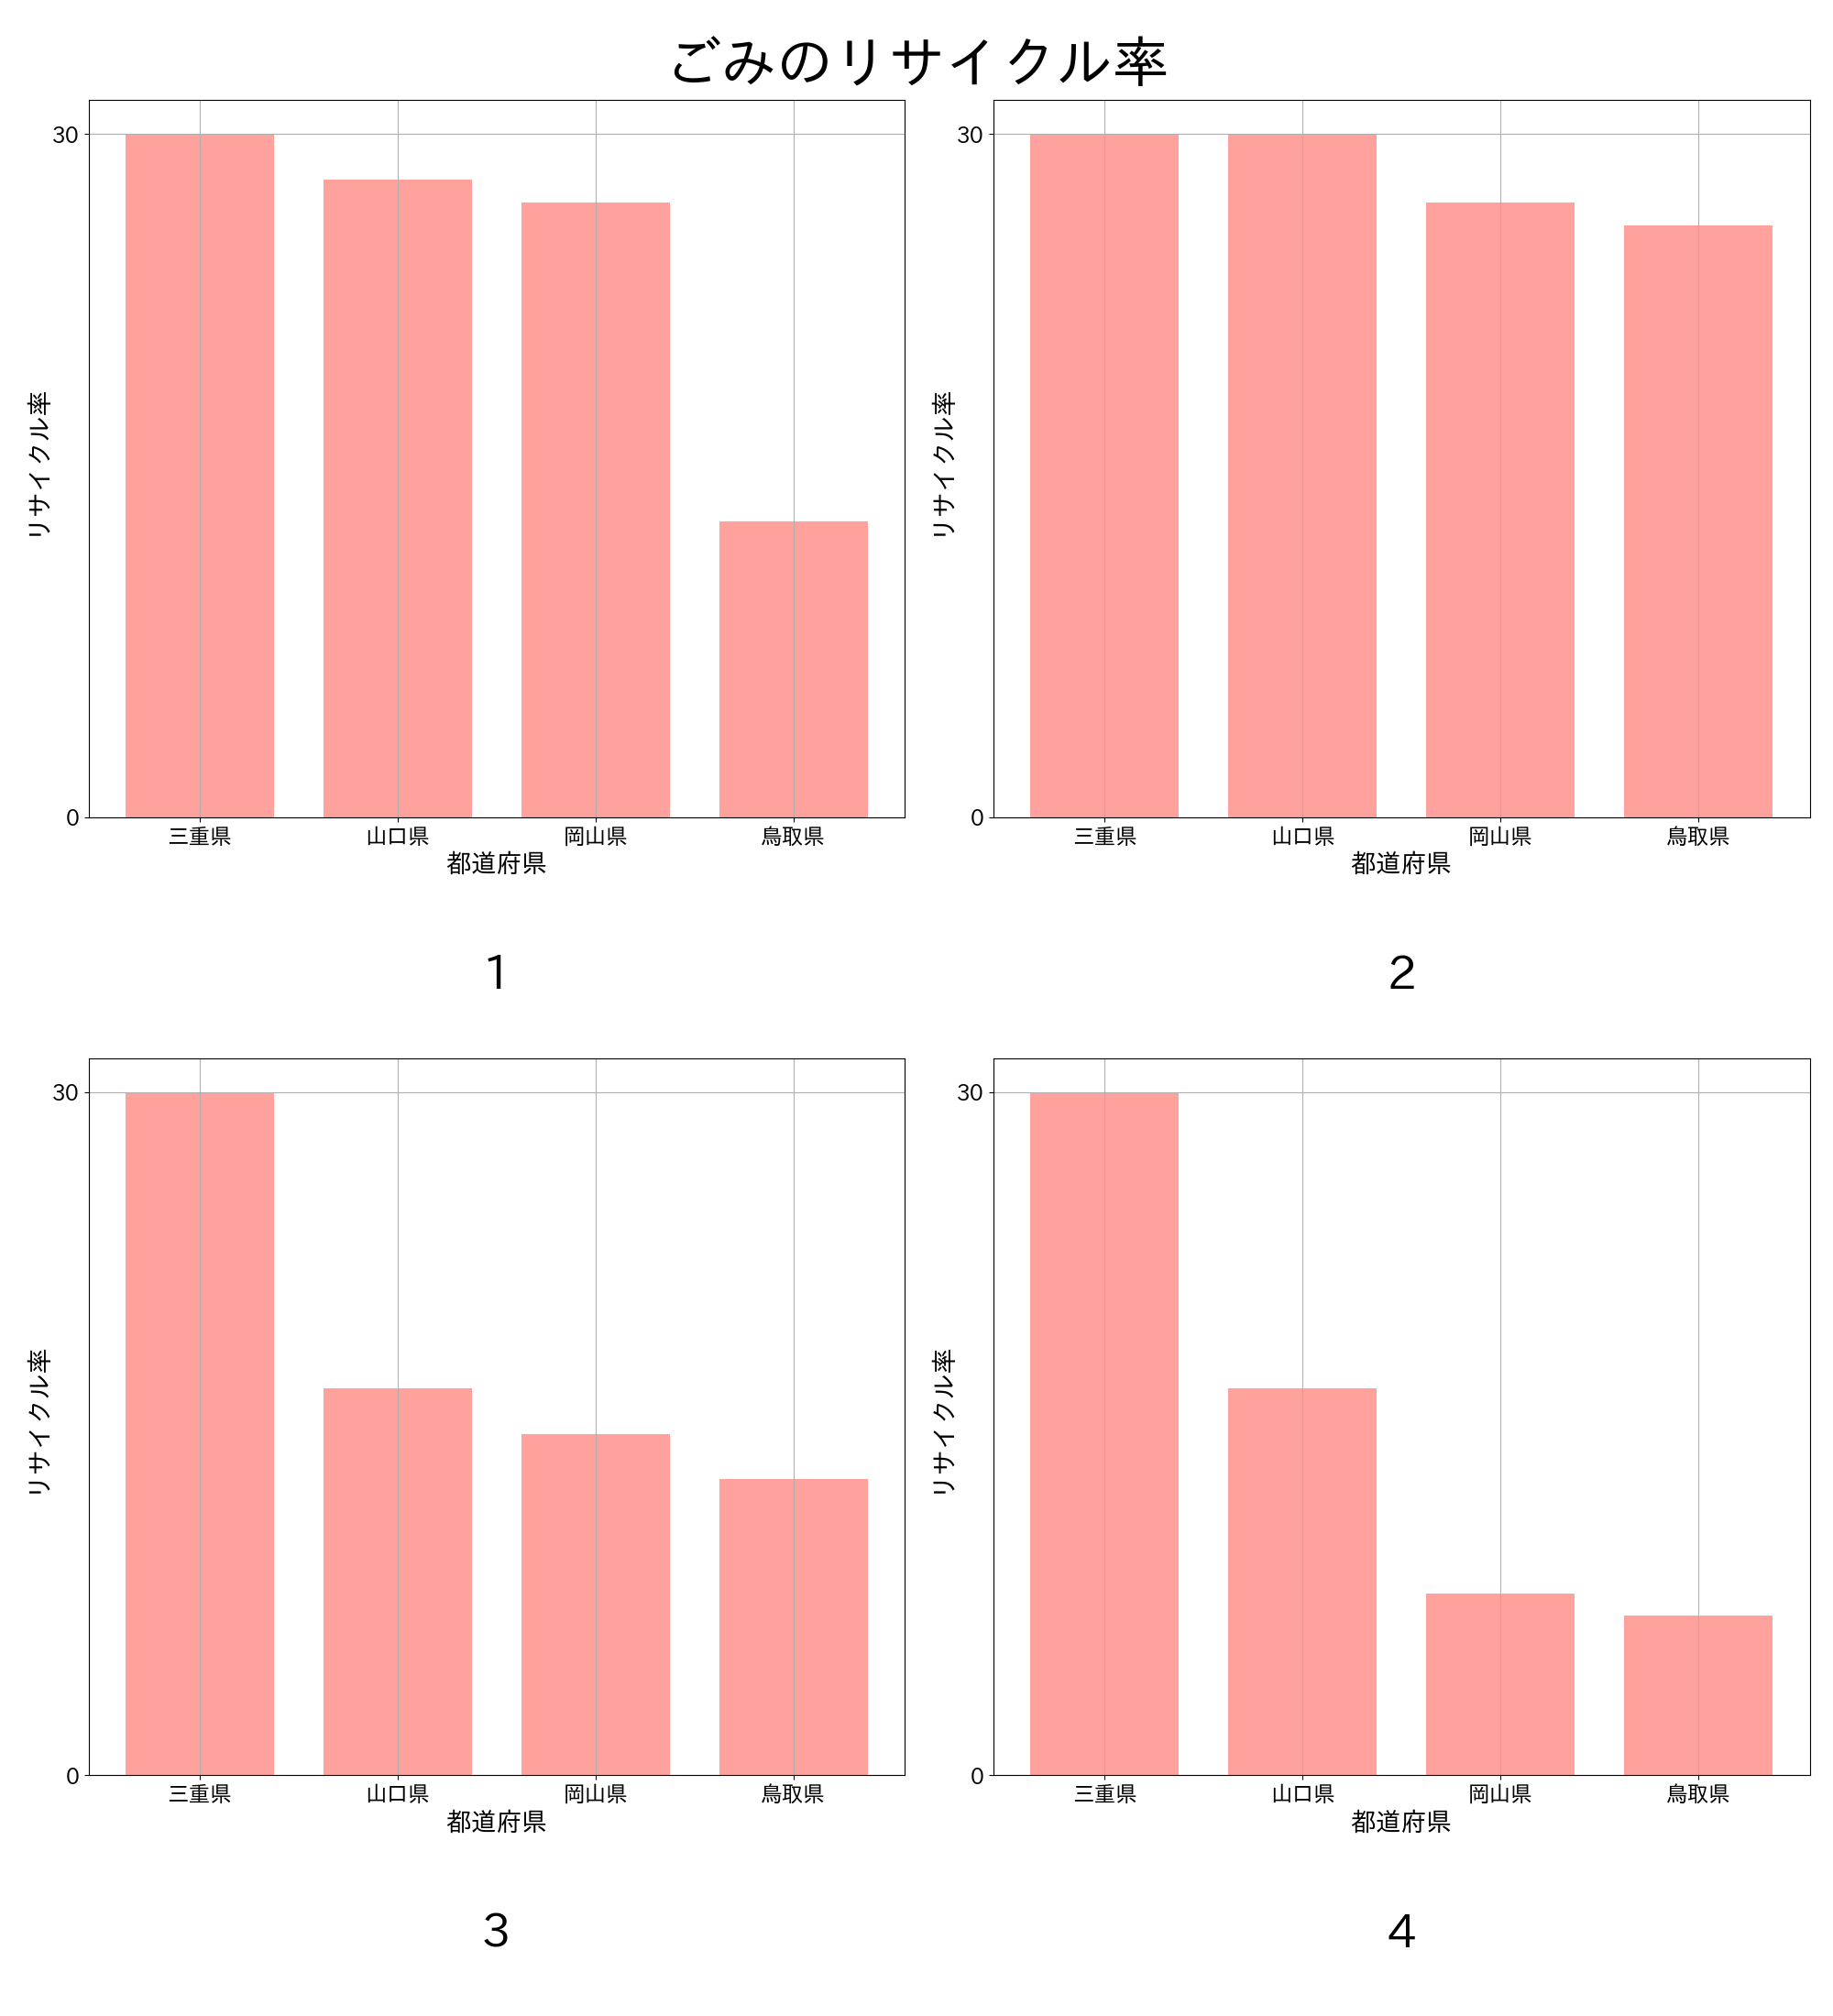 ごみのリサイクル率
30
リサイクル率
0
三重県 山口県 岡山県 鳥取県
都道府県
1
30
リサイクル率
0
三重県 山口県 岡山県 鳥取県
都道府県
2
30
リサイクル率
0
三重県 山口県 岡山県 鳥取県
都道府県
3
30
リサイクル率
0
三重県 山口県 岡山県 鳥取県
都道府県
4